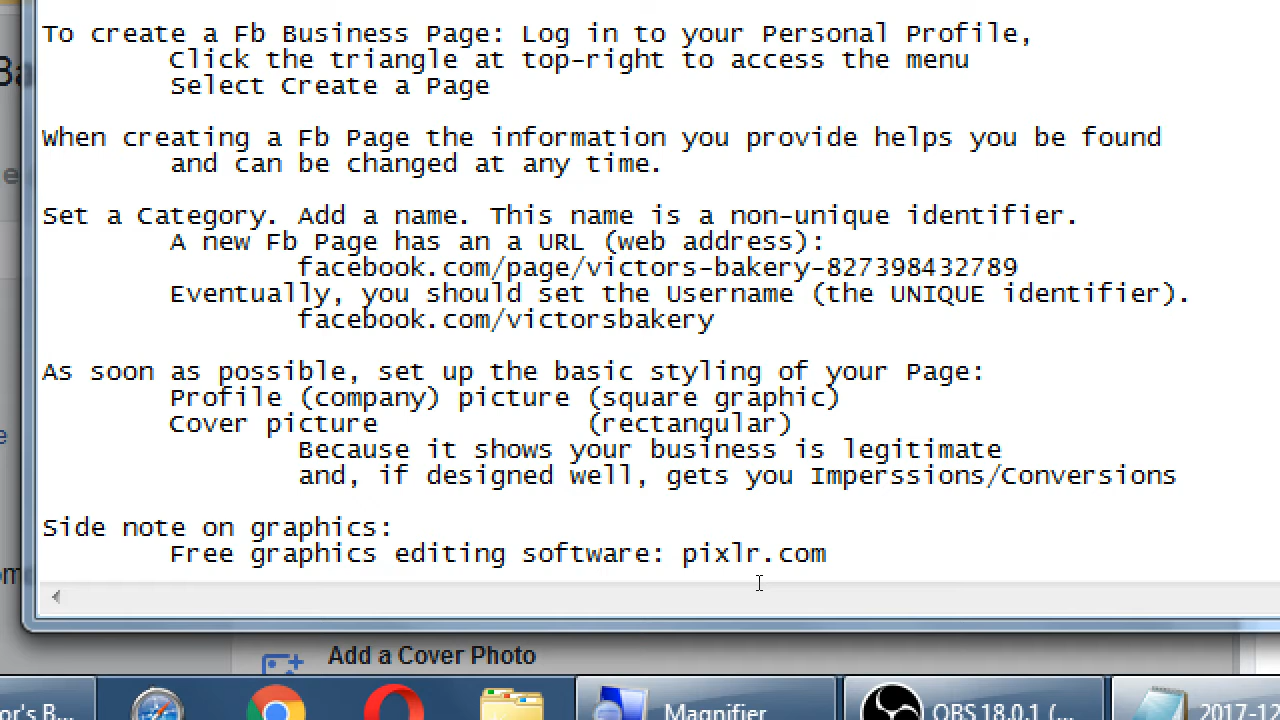 To create a Fb Business Page: Log in to your Personal Profile,
Click the triangle at top-right to access the menu
Select Create a Page
When creating a Fb Page the information you provide helps you be found
and can be changed at any time.
Set a Category. Add a name. This name is a non-unique identifier.
A new Fb Page has an a URL (web address):
facebook.com/page/victors-bakery-827398432789
Eventually, you should set the Username (the UNIQUE identifier).
facebook.com/victorsbakery
As soon as possible, set up the basic styling of your Page:
Profile (company) picture (square graphic)
Cover picture (rectangular)
Because it shows your business is legitimate
and, if designed well, gets you Imperssions/Conversions
Side note on graphics:
Free graphics editing software: pixlr.com
Add a Cover Photo
or's B... Magnifier OBS 18.0.1 (... 2017-12